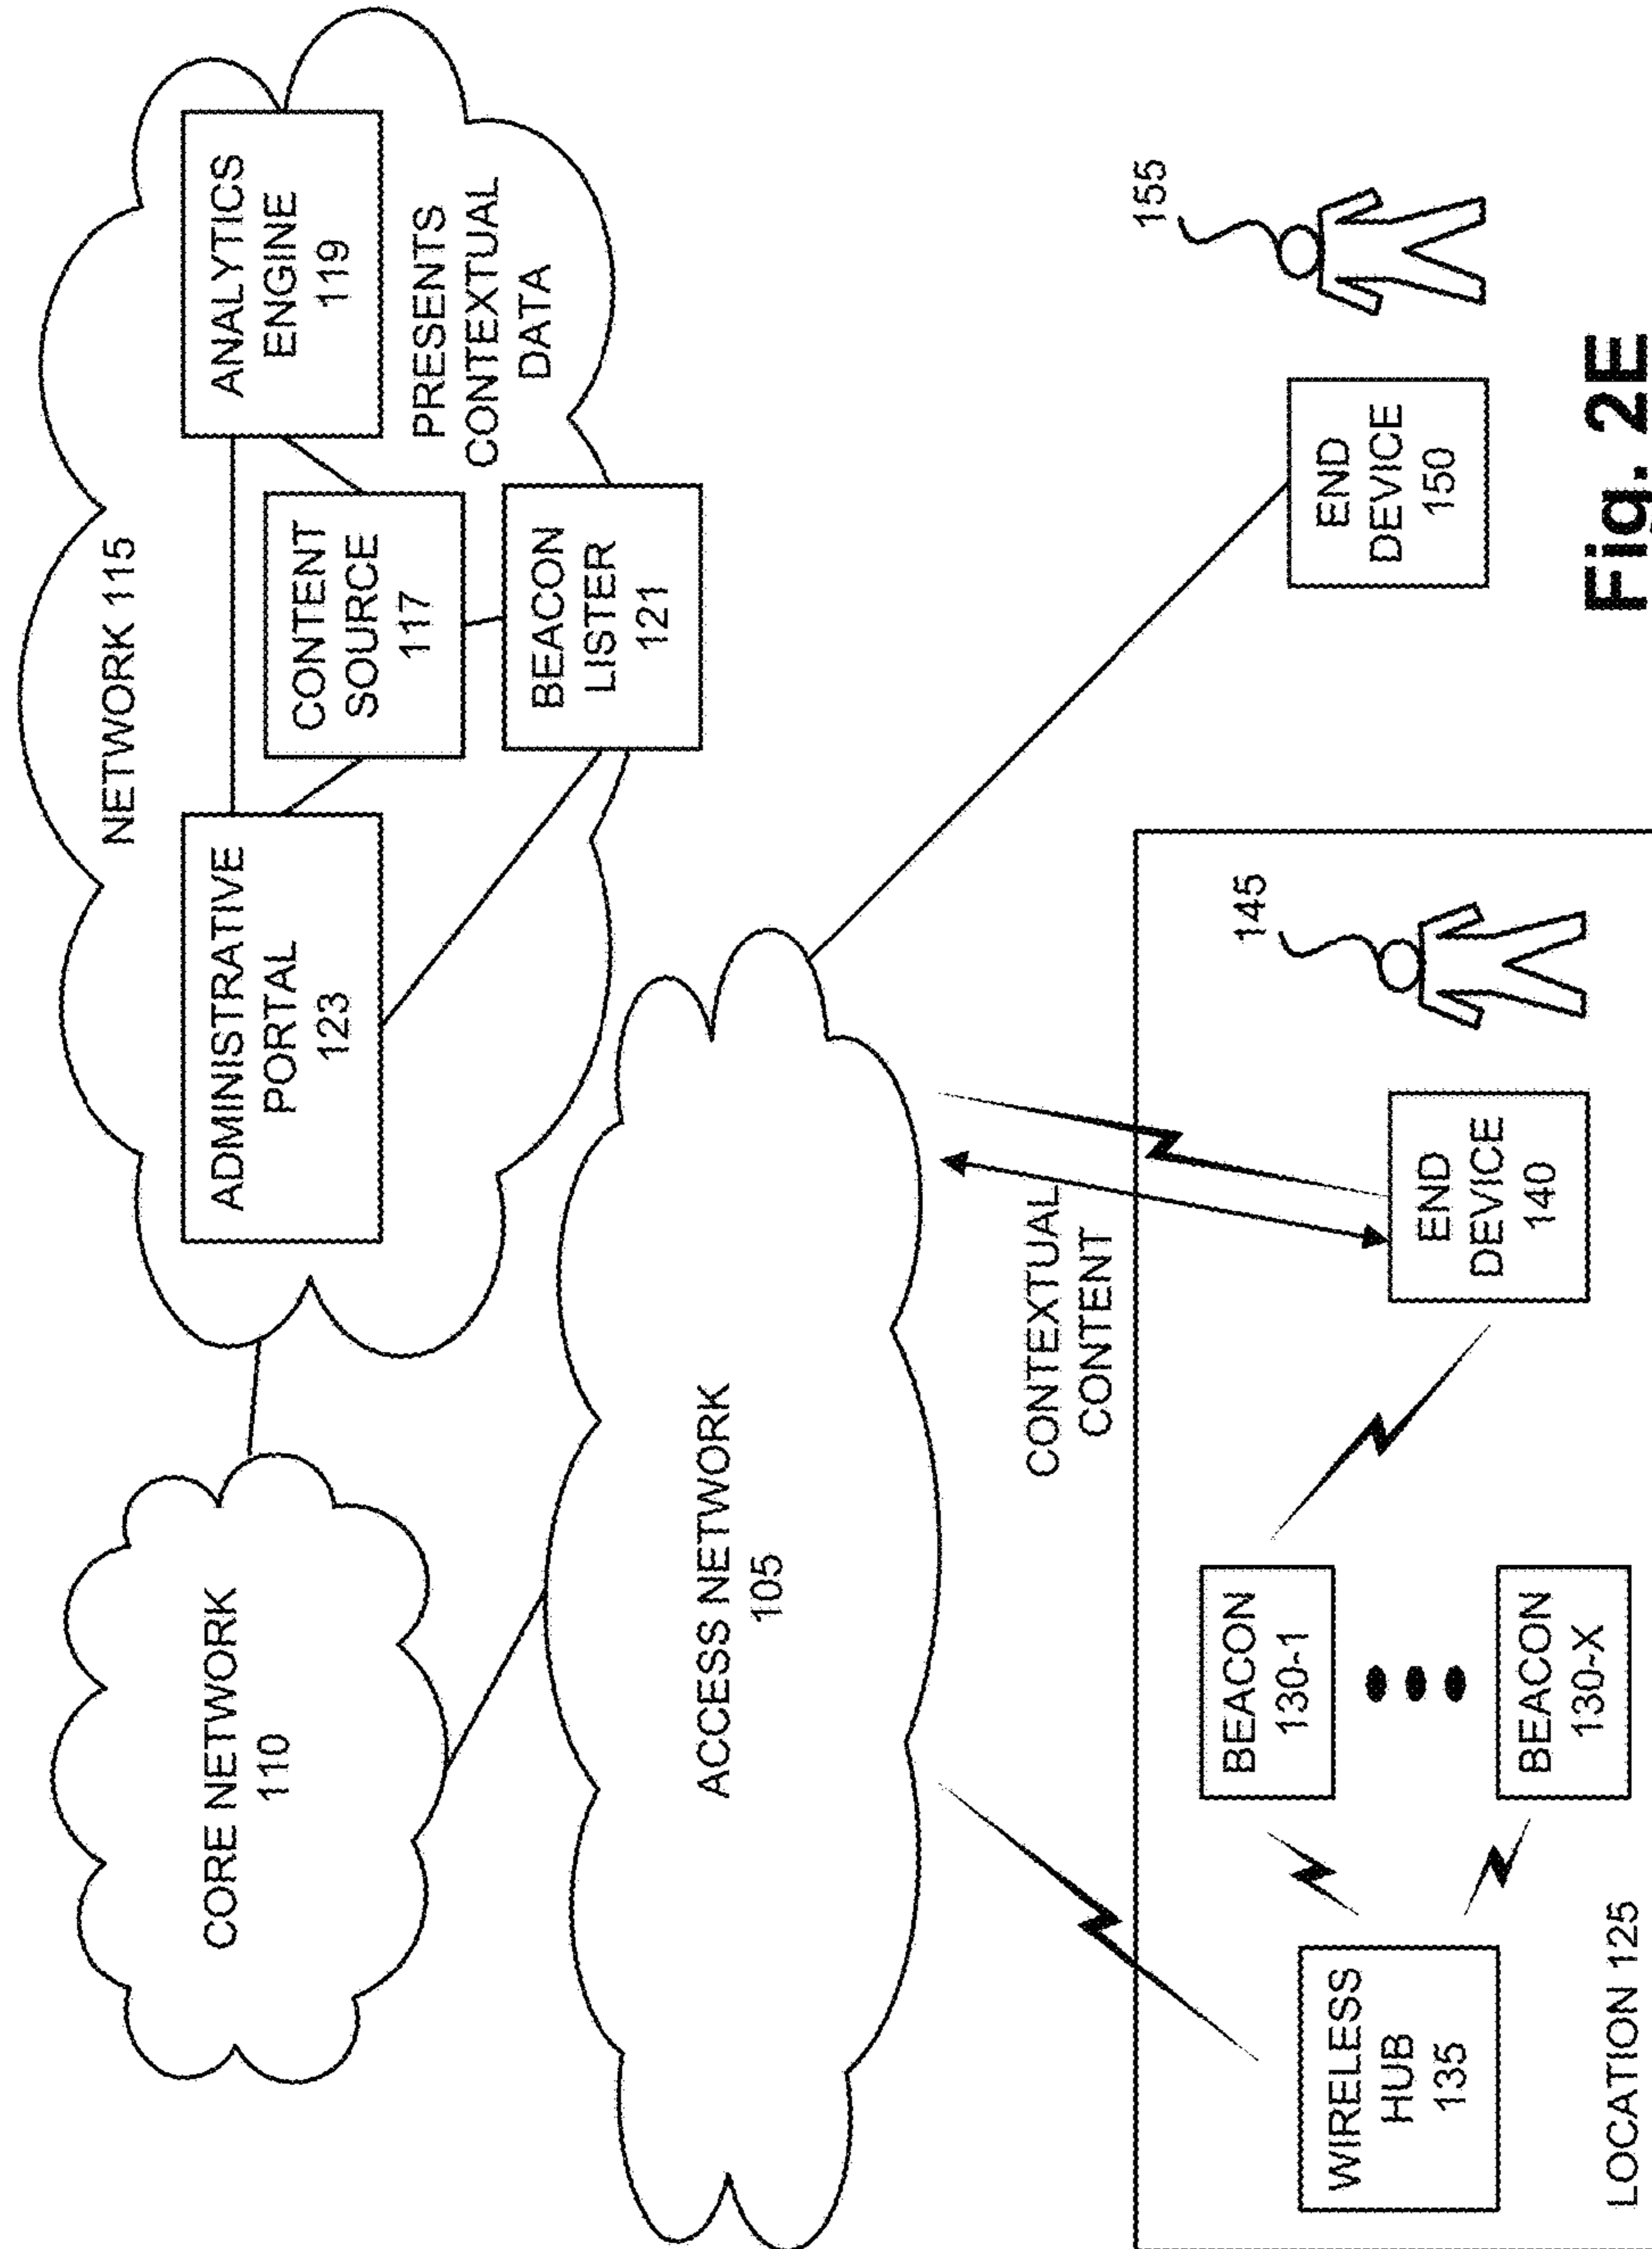 NETWORK 115
CORE NETWORK
110
ADMINISTRATIVE
PORTAL
123
CONTENT
SOURCE
117
ANALYTICS
ENGINE
119
PRESENTS
CONTEXTUAL
DATA
BEACON
LISTER
121
ACCESS NETWORK
105
CONTEXTUAL
CONTENT
WIRELESS
HUB
135
BEACON
130-1
BEACON
130-X
END
DEVICE
140
145
END
DEVICE
150
155
LOCATION 125
Fig. 2E